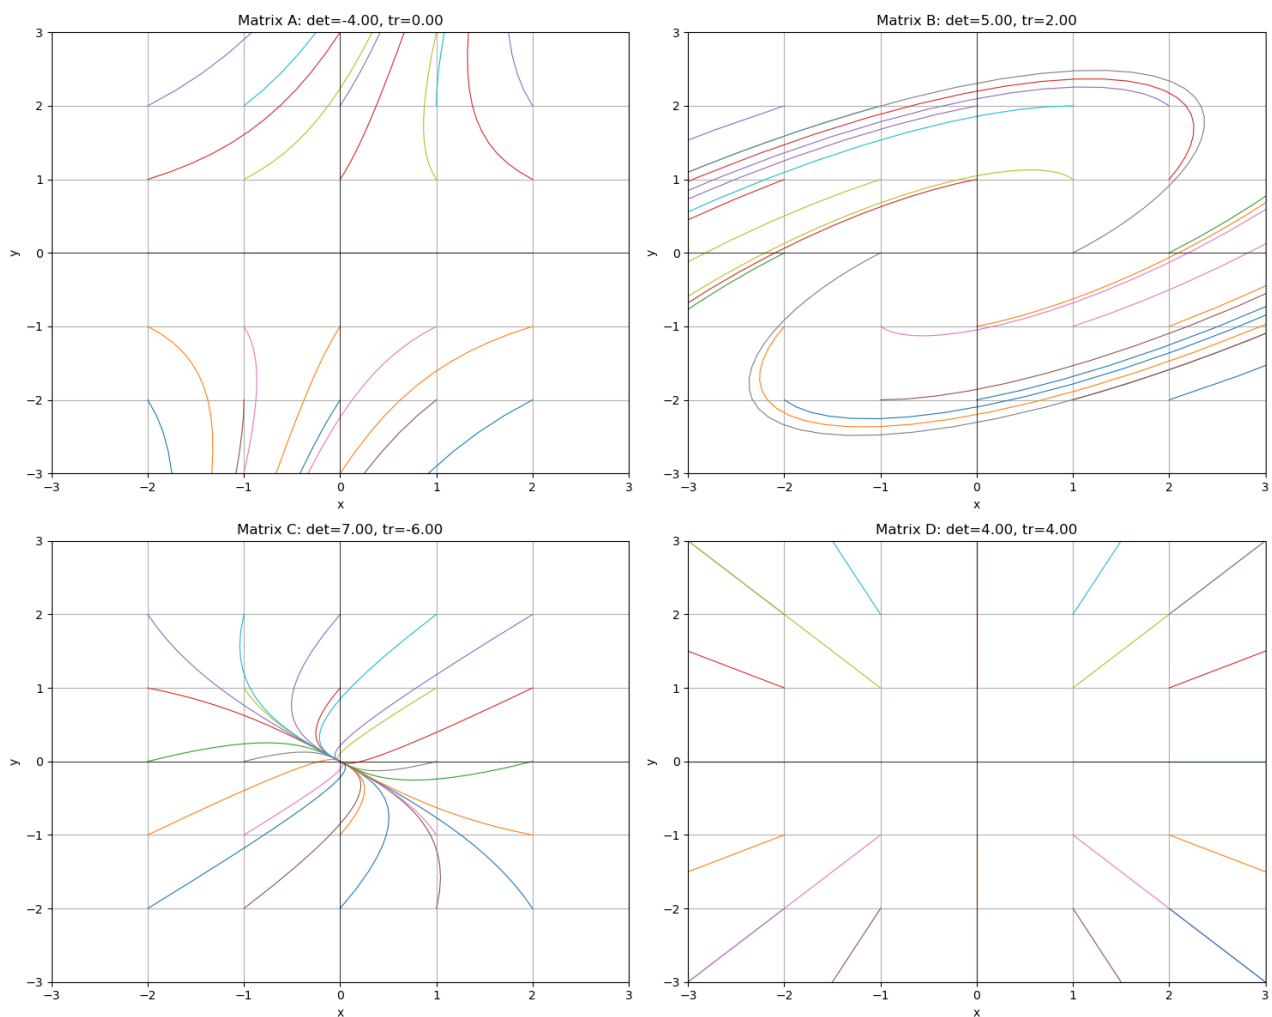 Matrix A: det=-4.00, tr=0.00
3
2
1
0
−1
−2
−3
y
−3 −2 −1 0 1 2 3
x
Matrix B: det=5.00, tr=2.00
3
2
1
0
−1
−2
−3
y
−3 −2 −1 0 1 2 3
x
Matrix C: det=7.00, tr=-6.00
3
2
1
0
−1
−2
−3
y
−3 −2 −1 0 1 2 3
x
Matrix D: det=4.00, tr=4.00
3
2
1
0
−1
−2
−3
y
−3 −2 −1 0 1 2 3
x